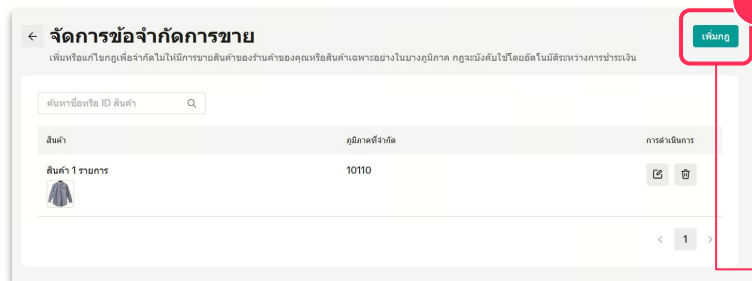 จัดการข้อจำกัดการขาย
เพิ่มกฎ
เพิ่มหรือแก้ไขกฎเพื่อจำกัดไม่ให้มีการขายสินค้าของร้านค้าของคุณหรือสินค้าเฉพาะอย่างในบางภูมิภาค กฎจะบังคับใช้โดยอัตโนมัติระหว่างการชำระเงิน
ค้นหาชื่อหรือ ID สินค้า
สินค้า ภูมิภาคที่จำกัด การดำเนินการ
สินค้า 1 รายการ 10110
1